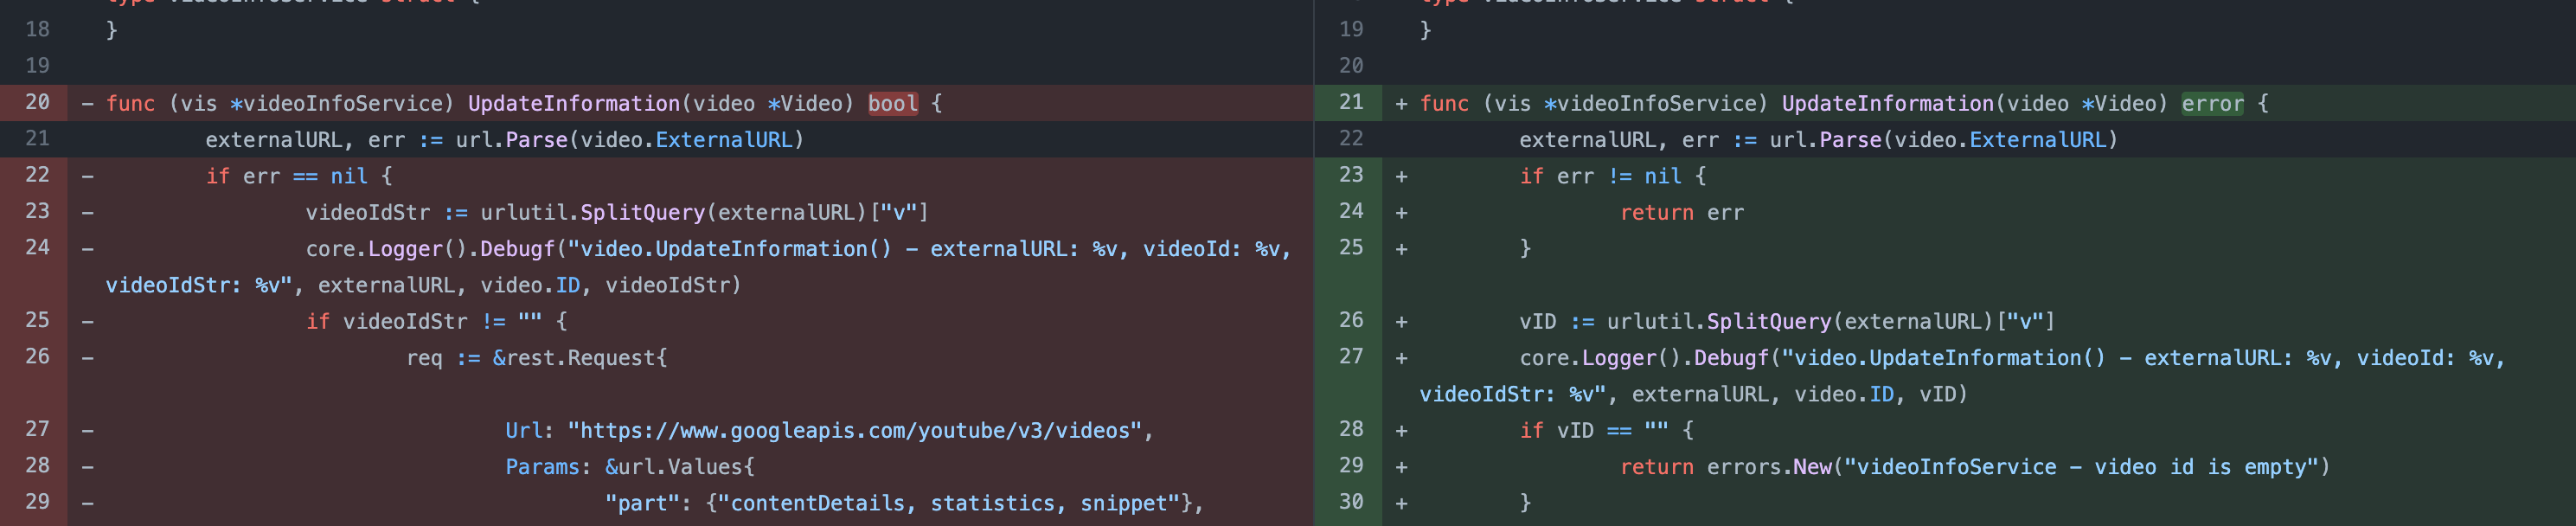 type videoInfoService struct {
18 }
19
20 - func (vis *videoInfoService) UpdateInformation(video *Video) bool {
21 externalURL, err := url.Parse(video.ExternalURL)
22 - if err == nil {
23 - videoIdStr := urlutil.SplitQuery(externalURL)["v"]
24 - core.Logger().Debugf("video.UpdateInformation() - externalURL: %v, videoId: %v,
videoIdStr: %v", externalURL, video.ID, videoIdStr)
25 - if videoIdStr != "" {
26 - req := &rest.Request{
27 - Url: "https://www.googleapis.com/youtube/v3/videos",
28 - Params: &url.Values{
29 - "part": {"contentDetails, statistics, snippet"},
type videoInfoService struct {
19 }
20
21 + func (vis *videoInfoService) UpdateInformation(video *Video) error {
22 externalURL, err := url.Parse(video.ExternalURL)
23 + if err != nil {
24 + return err
25 + }
26 + vID := urlutil.SplitQuery(externalURL)["v"]
27 + core.Logger().Debugf("video.UpdateInformation() - externalURL: %v, videoId: %v,
videoIdStr: %v", externalURL, video.ID, vID)
28 + if vID == "" {
29 + return errors.New("videoInfoService - video id is empty")
30 + }